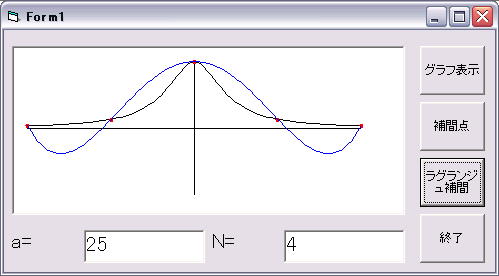 Form1
グラフ表示
補間点
ラグランジ
ュ補間
終了
a=
25
N=
4